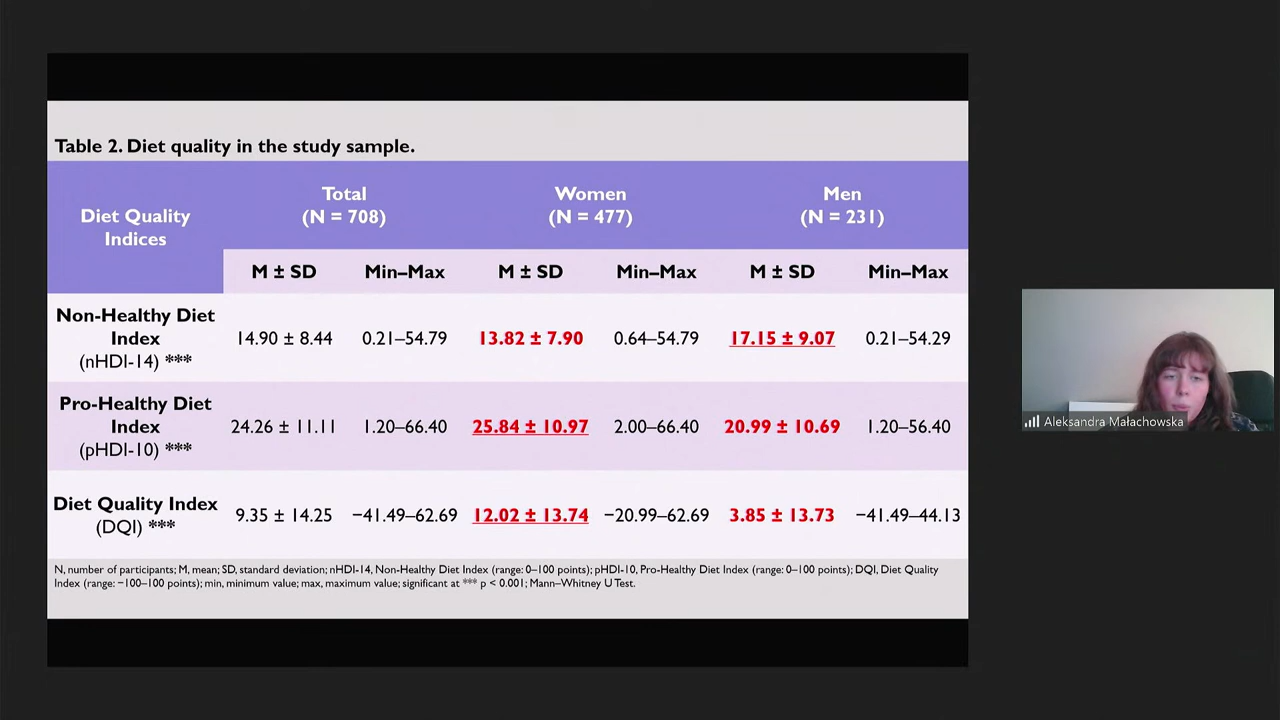 Table 2. Diet quality in the study sample.
Diet Quality
Indices
Total
(N = 708)
Women
(N = 477)
Men
(N = 231)
M ± SD
Min–Max
M ± SD
Min–Max
M ± SD
Min–Max
Non-Healthy Diet
Index
(nHDI-14) ***
14.90 ± 8.44
0.21–54.79
13.82 ± 7.90
0.64–54.79
17.15 ± 9.07
0.21–54.29
Pro-Healthy Diet
Index
(pHDI-10) ***
24.26 ± 11.11
1.20–66.40
25.84 ± 10.97
2.00–66.40
20.99 ± 10.69
1.20–56.40
Diet Quality Index
(DQI) ***
9.35 ± 14.25
−41.49–62.69
12.02 ± 13.74
−20.99–62.69
3.85 ± 13.73
−41.49–44.13
N, number of participants; M, mean; SD, standard deviation; nHDI-14, Non-Healthy Diet Index (range: 0–100 points); pHDI-10, Pro-Healthy Diet Index (range: 0–100 points); DQI, Diet Quality
Index (range: −100–100 points); min, minimum value; max, maximum value; significant at *** p < 0.001; Mann–Whitney U Test.
Aleksandra Małachowska